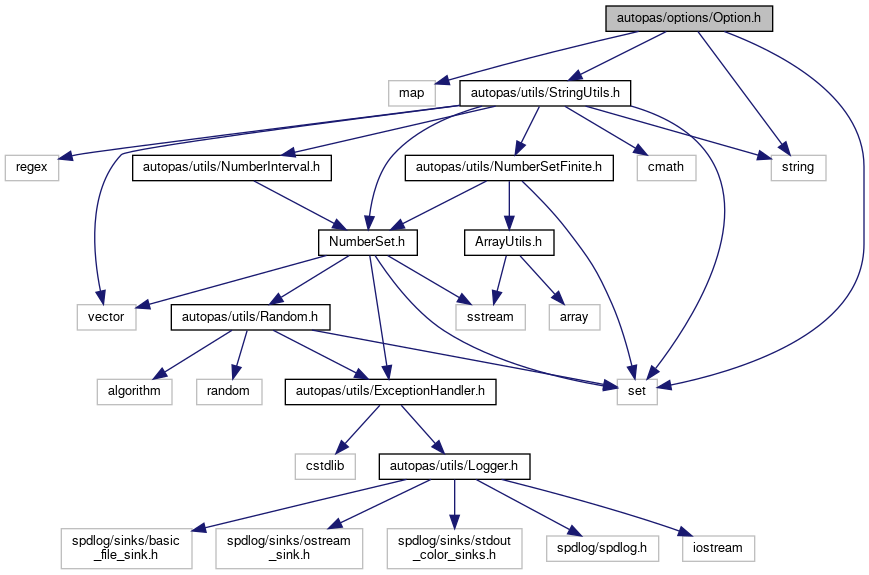 autopas/options/Option.h
map
autopas/utils/StringUtils.h
regex
autopas/utils/NumberInterval.h
autopas/utils/NumberSetFinite.h
cmath
string
NumberSet.h
ArrayUtils.h
vector
autopas/utils/Random.h
sstream
array
algorithm
random
autopas/utils/ExceptionHandler.h
set
cstdlib
autopas/utils/Logger.h
spdlog/sinks/basic
_file_sink.h
spdlog/sinks/ostream
_sink.h
spdlog/sinks/stdout
_color_sinks.h
spdlog/spdlog.h
iostream